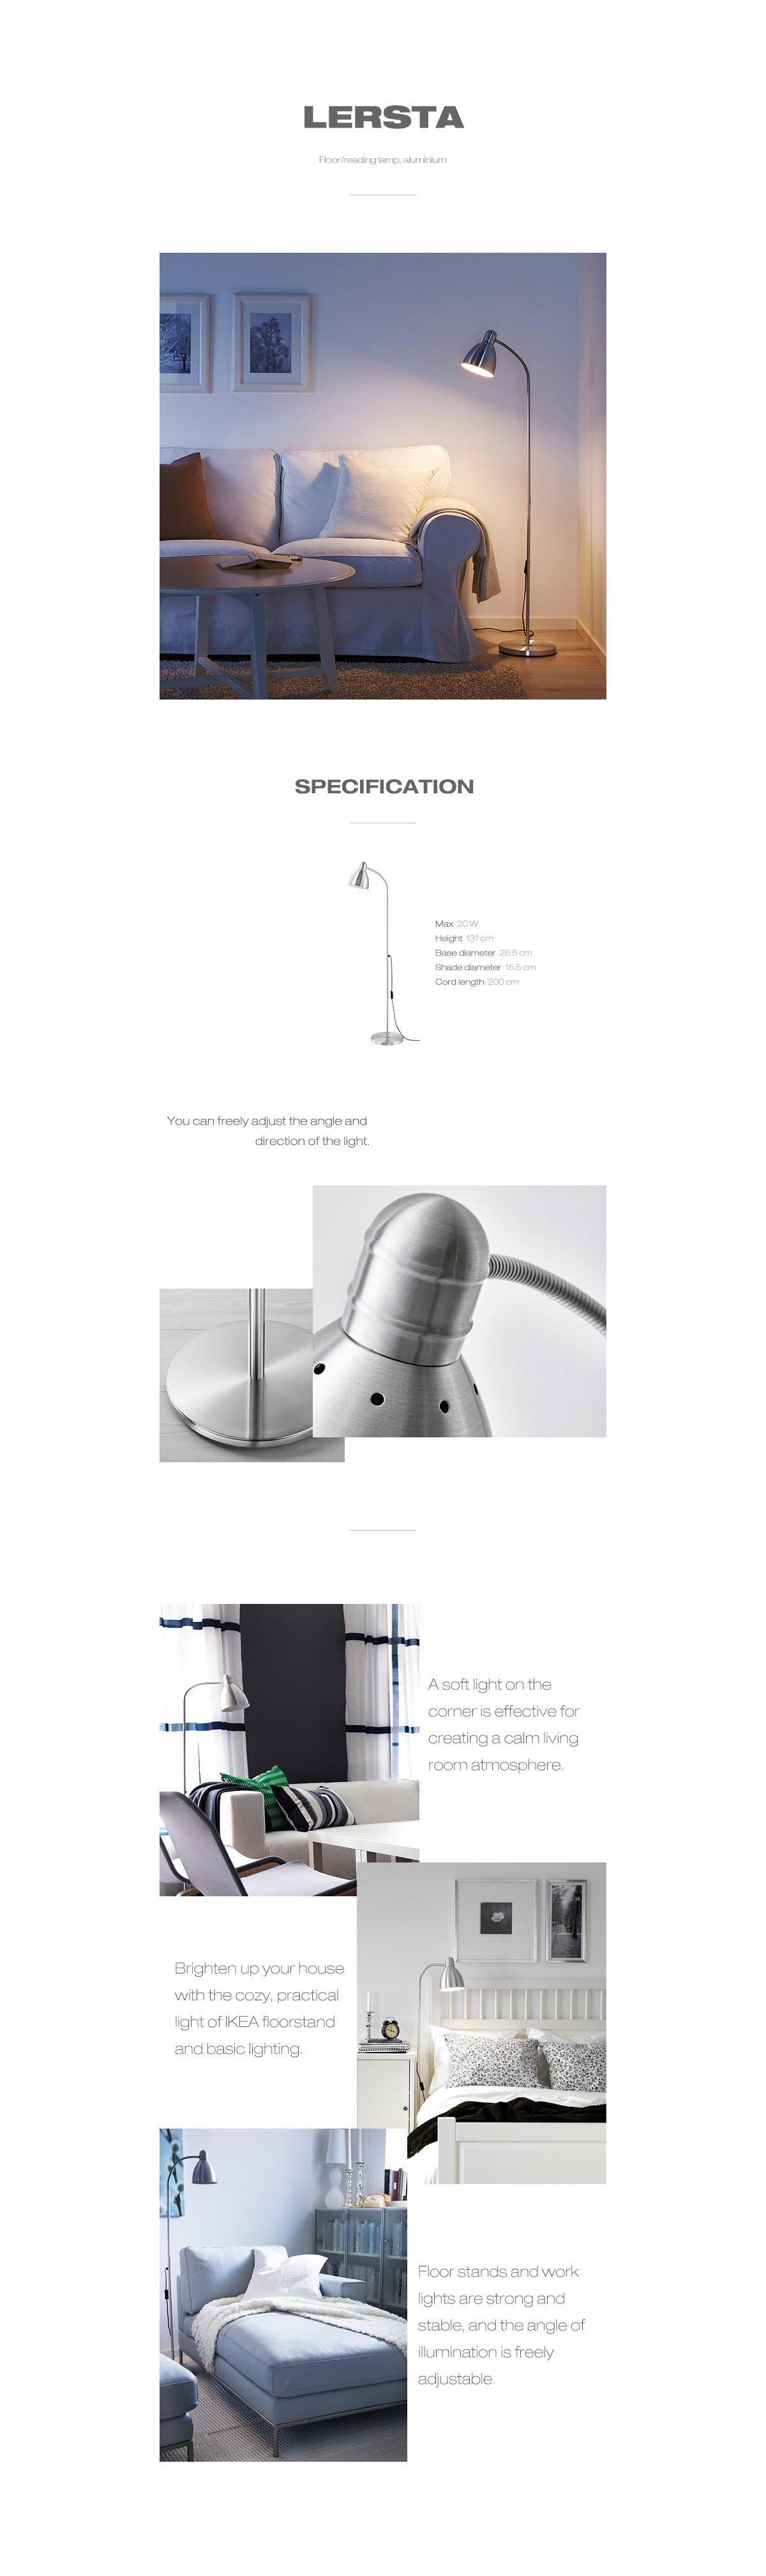 LERSTA
Floor/reading lamp, aluminium
SPECIFICATION
Max 20 W
Height 131 cm
Base diameter 25.5 cm
Shade diameter 15.5 cm
Cord length 200 cm
You can freely adjust the angle and
direction of the light.
A soft light on the
corner is effective for
creating a calm living
room atmosphere.
Brighten up your house
with the cozy, practical
light of IKEA floorstand
and basic lighting.
Floor stands and work
lights are strong and
stable, and the angle of
illumination is freely
adjustable.